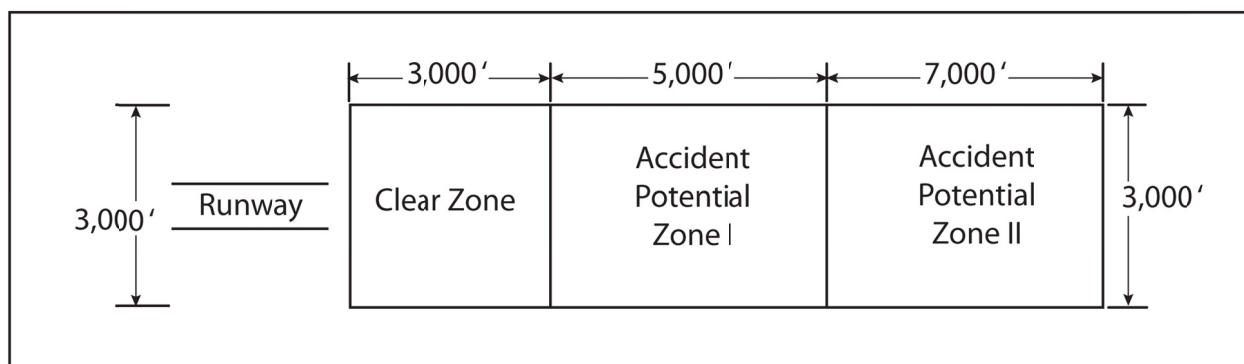 3,000‘
5,000‘
7,000‘
Accident
Potential
Zone I
Accident
Potential
Zone II
Clear Zone
Runway
3,000‘
3,000‘